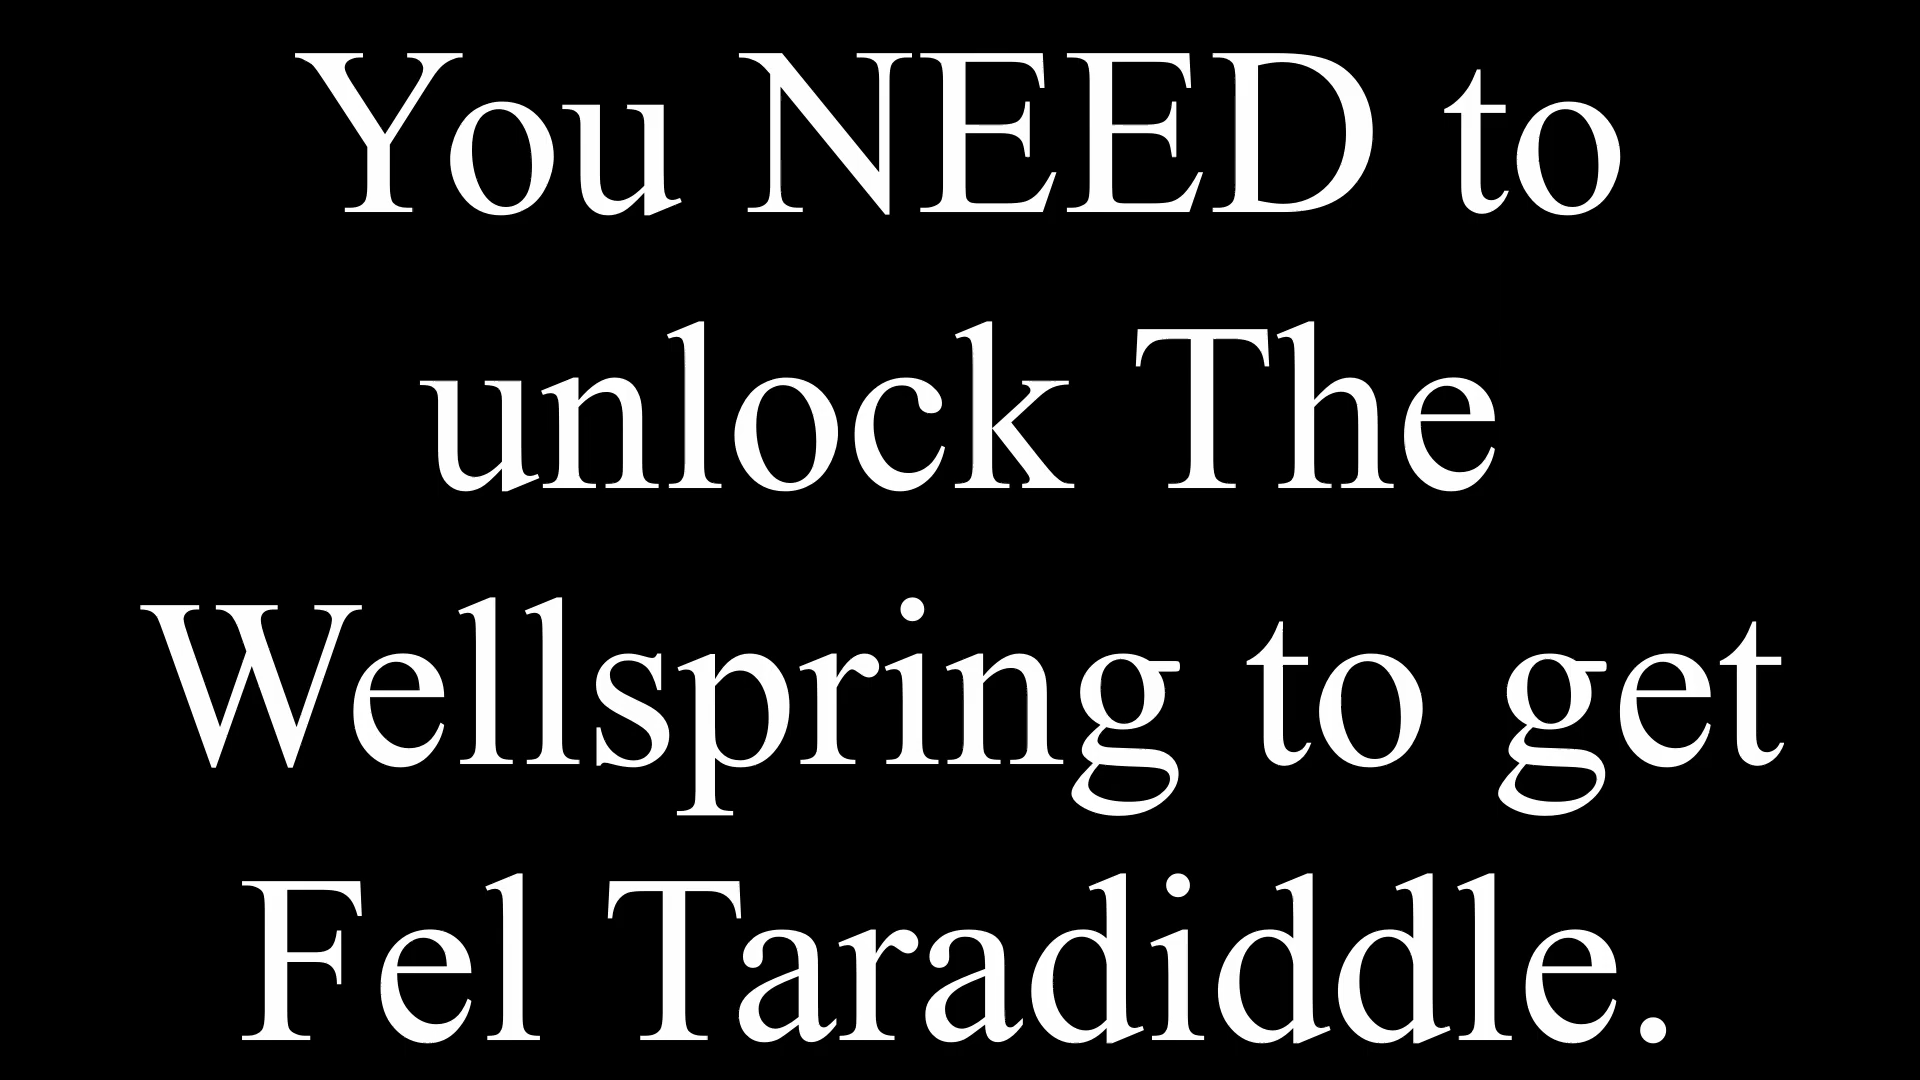 You NEED to
unlock The
Wellspring to get
Fel Taradiddle.